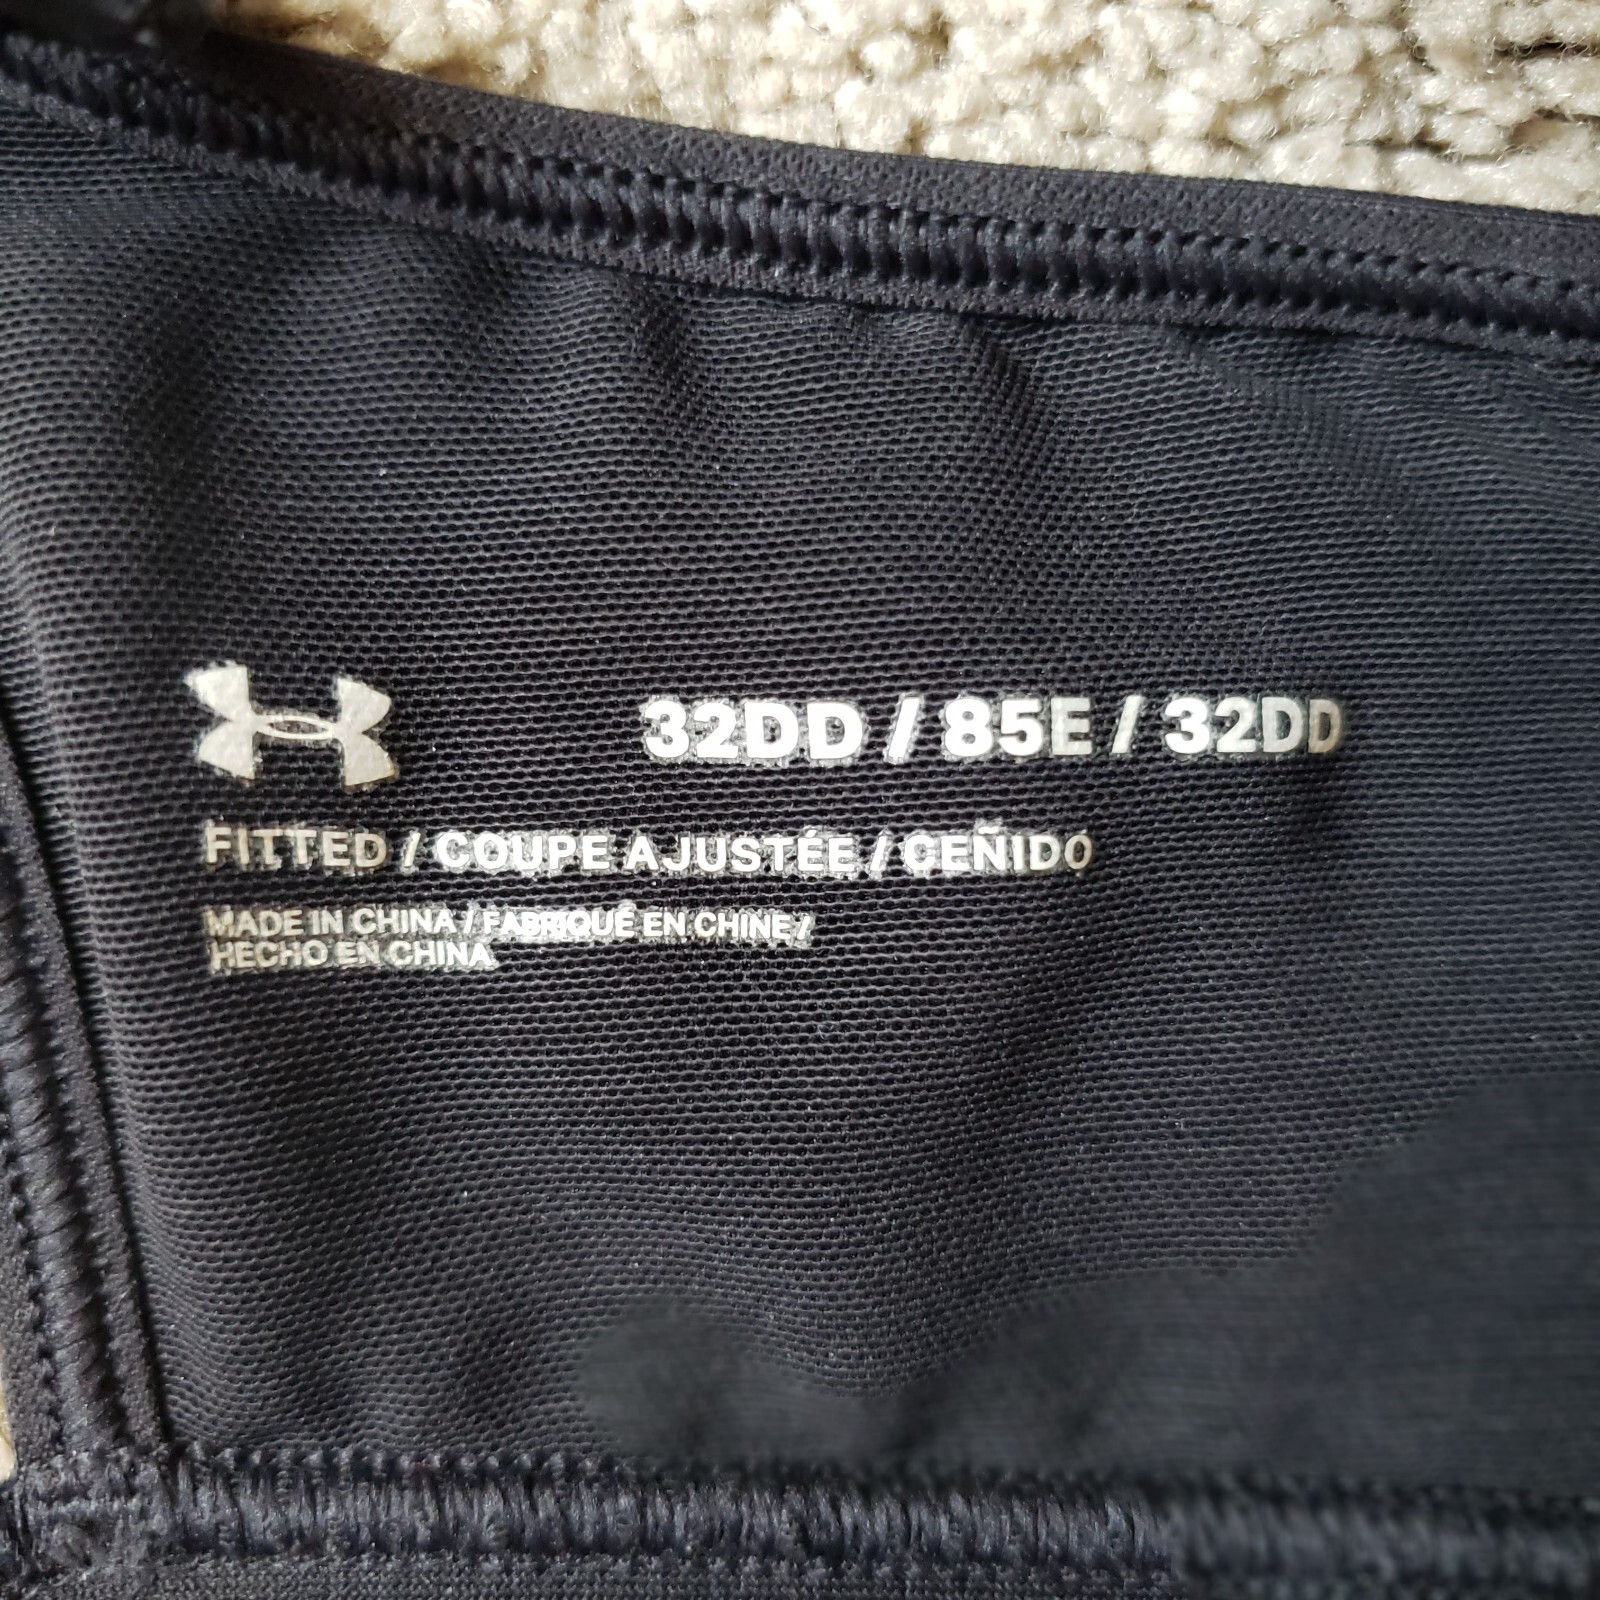 32DD / 85E / 32DD
FITTED / COUPE AJUSTÉE / CEÑIDO
MADE IN CHINA / FABRIQUÉ EN CHINE /
HECHO EN CHINA